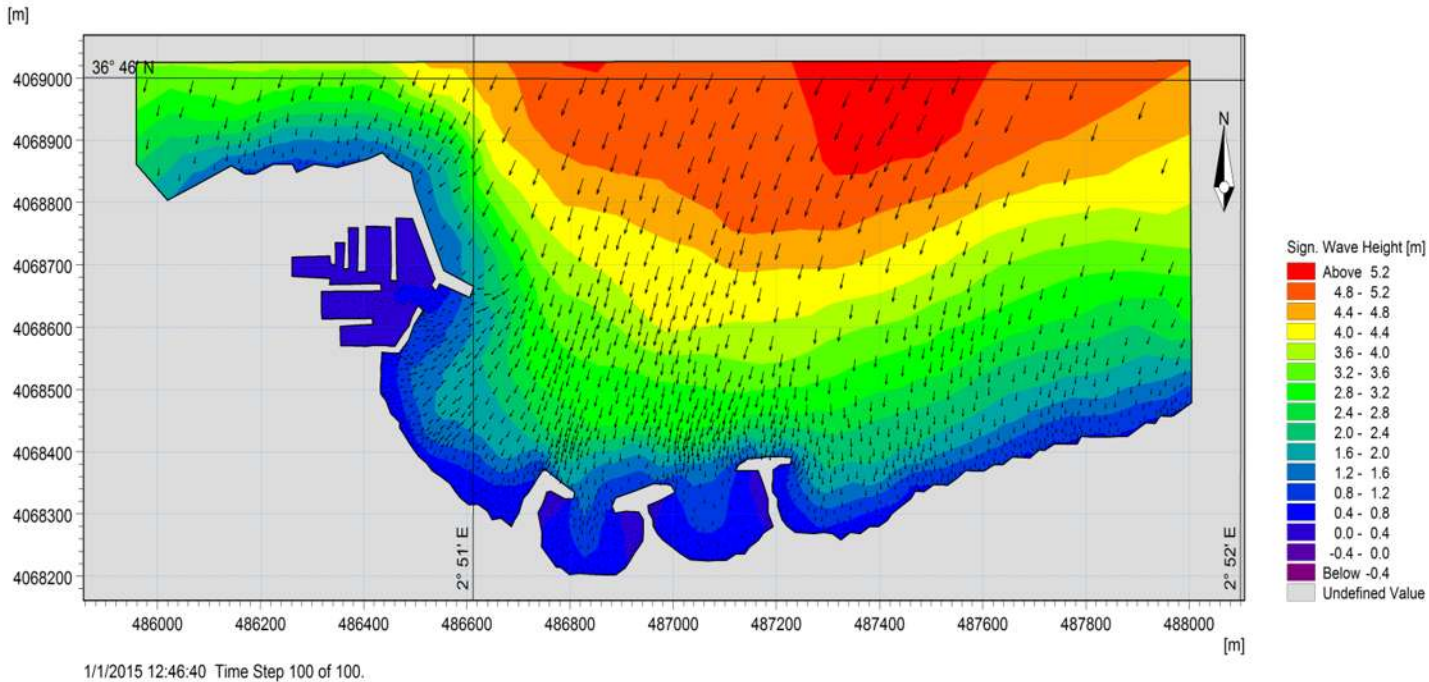 [m]
36° 46' N
4069000
4068900
4068800
4068700
4068600
4068500
4068400
4068300
4068200
2° 51' E
2° 52' E
N
486000 486200 486400 486600 486800 487000 487200 487400 487600 487800 488000
[m]
1/1/2015 12:46:40 Time Step 100 of 100.
Sign. Wave Height [m]
Above 5.2
4.8 - 5.2
4.4 - 4.8
4.0 - 4.4
3.6 - 4.0
3.2 - 3.6
2.8 - 3.2
2.4 - 2.8
2.0 - 2.4
1.6 - 2.0
1.2 - 1.6
0.8 - 1.2
0.4 - 0.8
0.0 - 0.4
-0.4 - 0.0
Below -0.4
Undefined Value